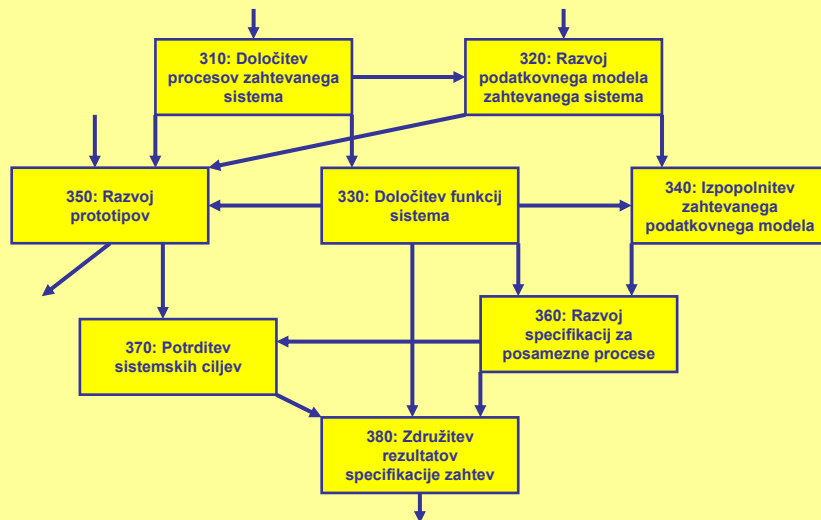 310: Določitev
procesov zahtevanega
sistema
320: Razvoj
podatkovnega modela
zahtevanega sistema
350: Razvoj
prototipov
330: Določitev funkcij
sistema
340: Izpopolnitev
zahtevanega
podatkovnega modela
360: Razvoj
specifikacij za
posamezne procese
370: Potrditev
sistemskih ciljev
380: Združitev
rezultatov
specifikacije zahtev